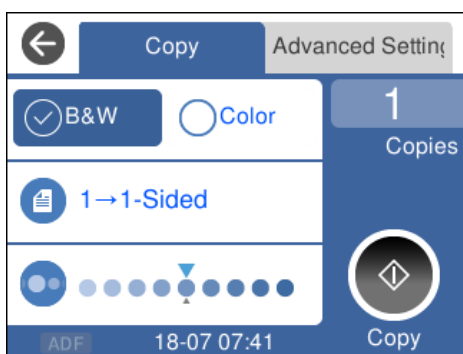 Copy
Advanced Setting
B&W
Color
1
Copies
1→1-Sided
ADF
18-07 07:41
Copy